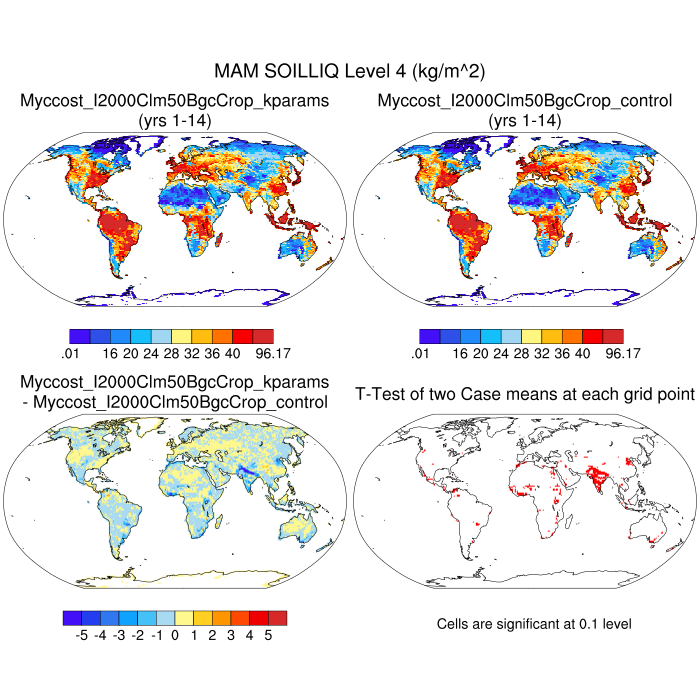 MAM SOILLIQ Level 4 (kg/m^2)
Myccost_I2000Clm50BgcCrop_kparams
(yrs 1-14)
Myccost_I2000Clm50BgcCrop_control
(yrs 1-14)
.01 16 20 24 28 32 36 40 96.17
.01 16 20 24 28 32 36 40 96.17
Myccost_I2000Clm50BgcCrop_kparams
- Myccost_I2000Clm50BgcCrop_control
T-Test of two Case means at each grid point
-5 -4 -3 -2 -1 0 1 2 3 4 5
Cells are significant at 0.1 level